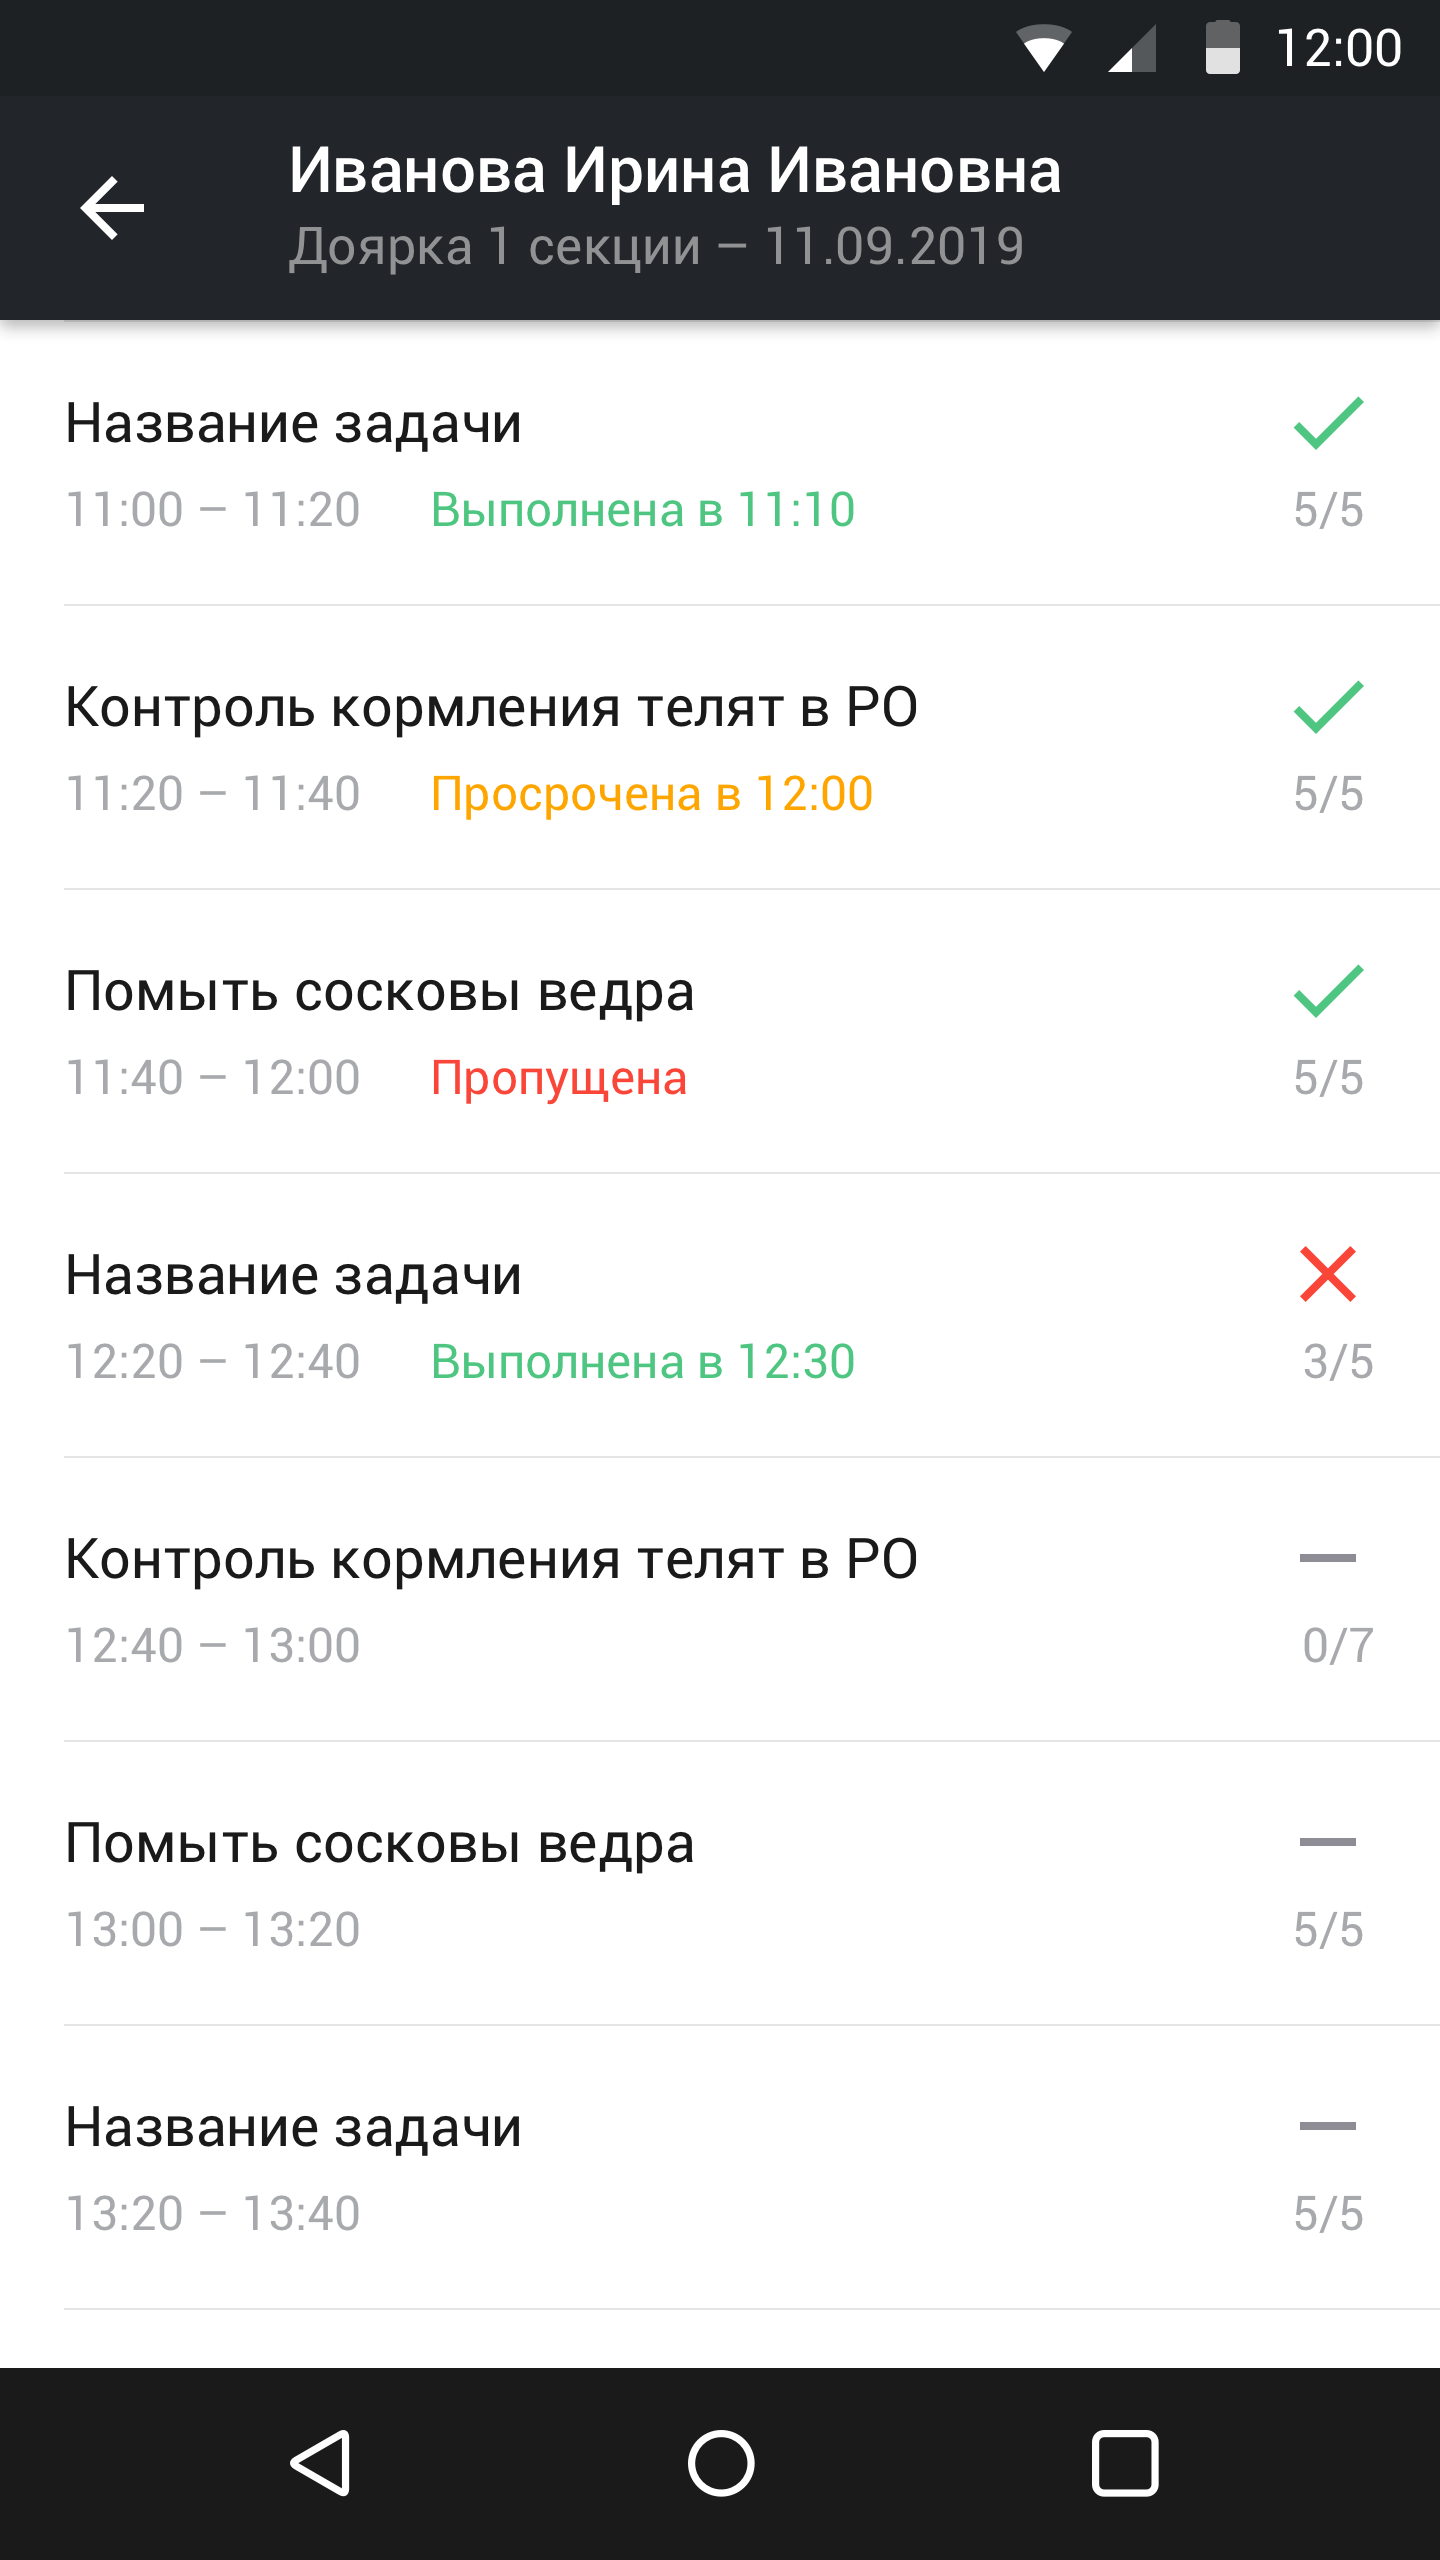 12:00
Иванова Ирина Ивановна
Доярка 1 секции – 11.09.2019
Название задачи
11:00 – 11:20 Выполнена в 11:10 5/5
Контроль кормления телят в РО
11:20 – 11:40 Просрочена в 12:00 5/5
Помыть сосковы ведра
11:40 – 12:00 Пропущена 5/5
Название задачи
12:20 – 12:40 Выполнена в 12:30 3/5
Контроль кормления телят в РО
12:40 – 13:00 0/7
Помыть сосковы ведра
13:00 – 13:20 5/5
Название задачи
13:20 – 13:40 5/5